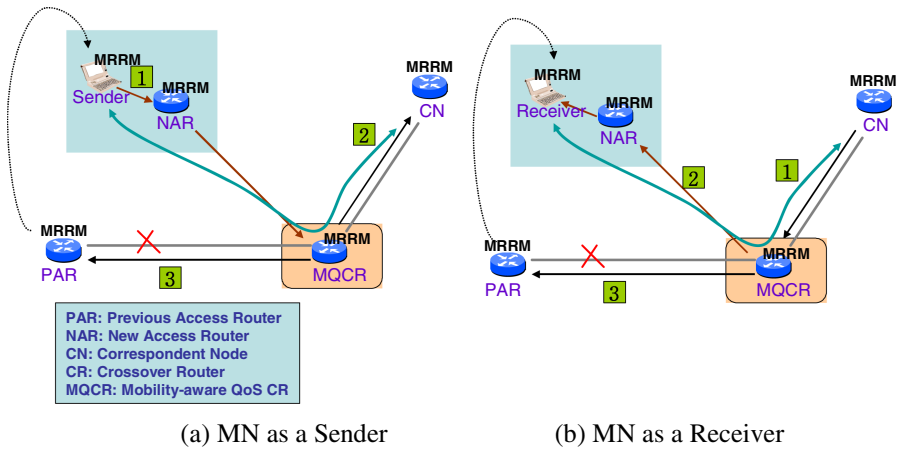 MRRM
1
MRRM
Sender
NAR
MRRM
CN
2
MRRM
PAR
MRRM
MQCR
3
PAR: Previous Access Router
NAR: New Access Router
CN: Correspondent Node
CR: Crossover Router
MQCR: Mobility-aware QoS CR
(a) MN as a Sender
MRRM
Receiver
MRRM
NAR
MRRM
CN
1
2
MRRM
PAR
MRRM
MQCR
3
(b) MN as a Receiver